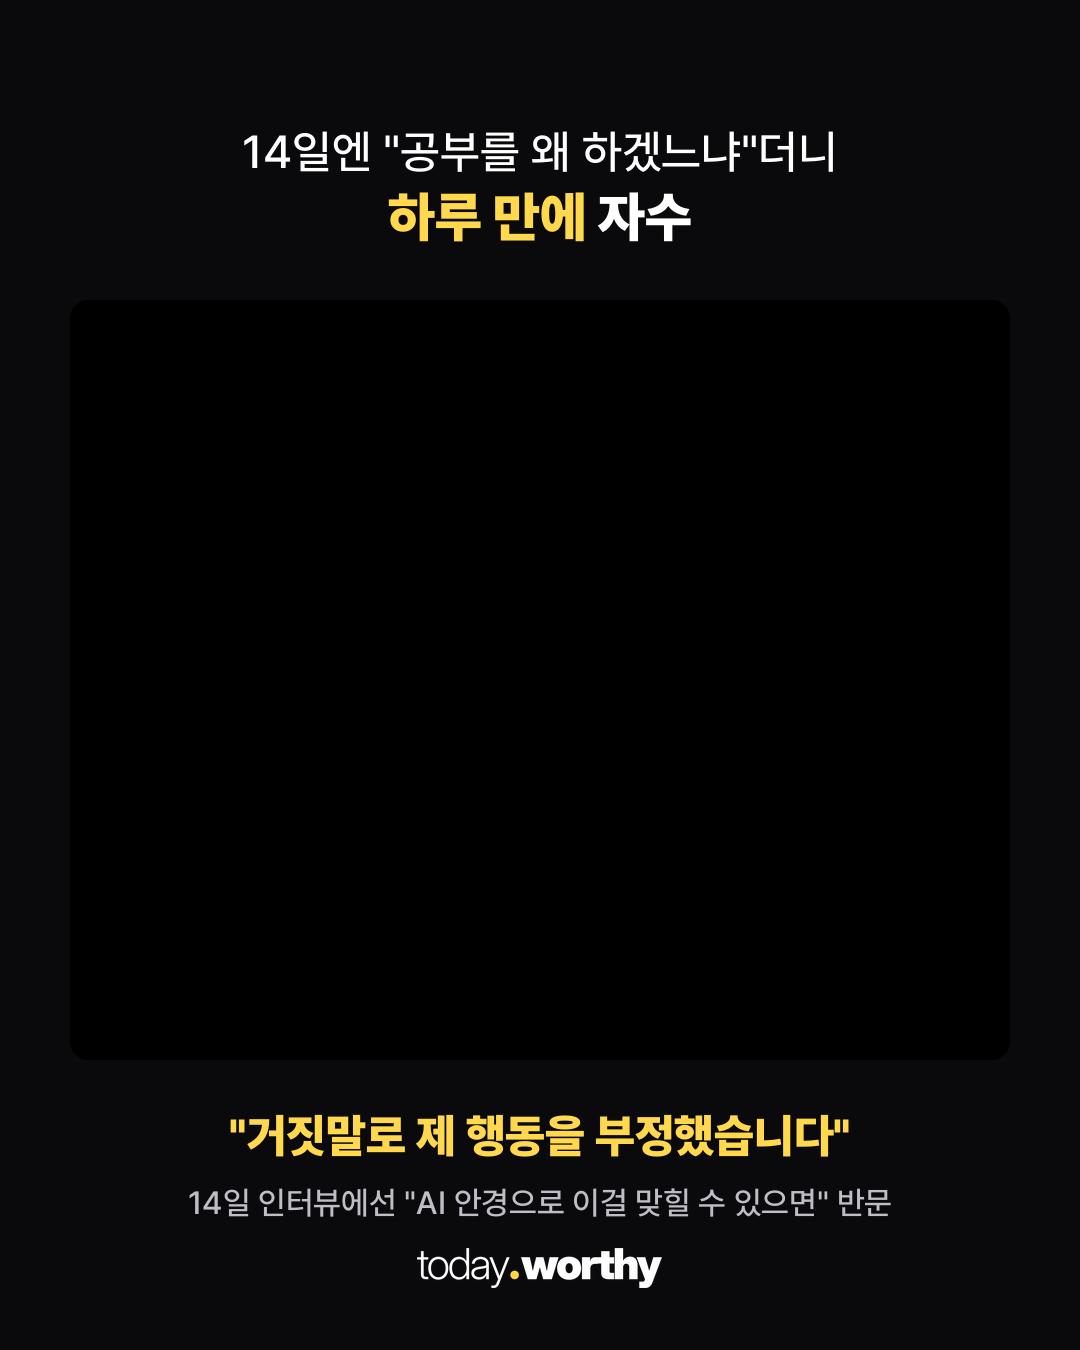 14일엔 "공부를 왜 하겠느냐"더니
하루 만에 자수
"거짓말로 제 행동을 부정했습니다"
14일 인터뷰에선 "AI 안경으로 이걸 맞힐 수 있으면" 반문
today.worthy